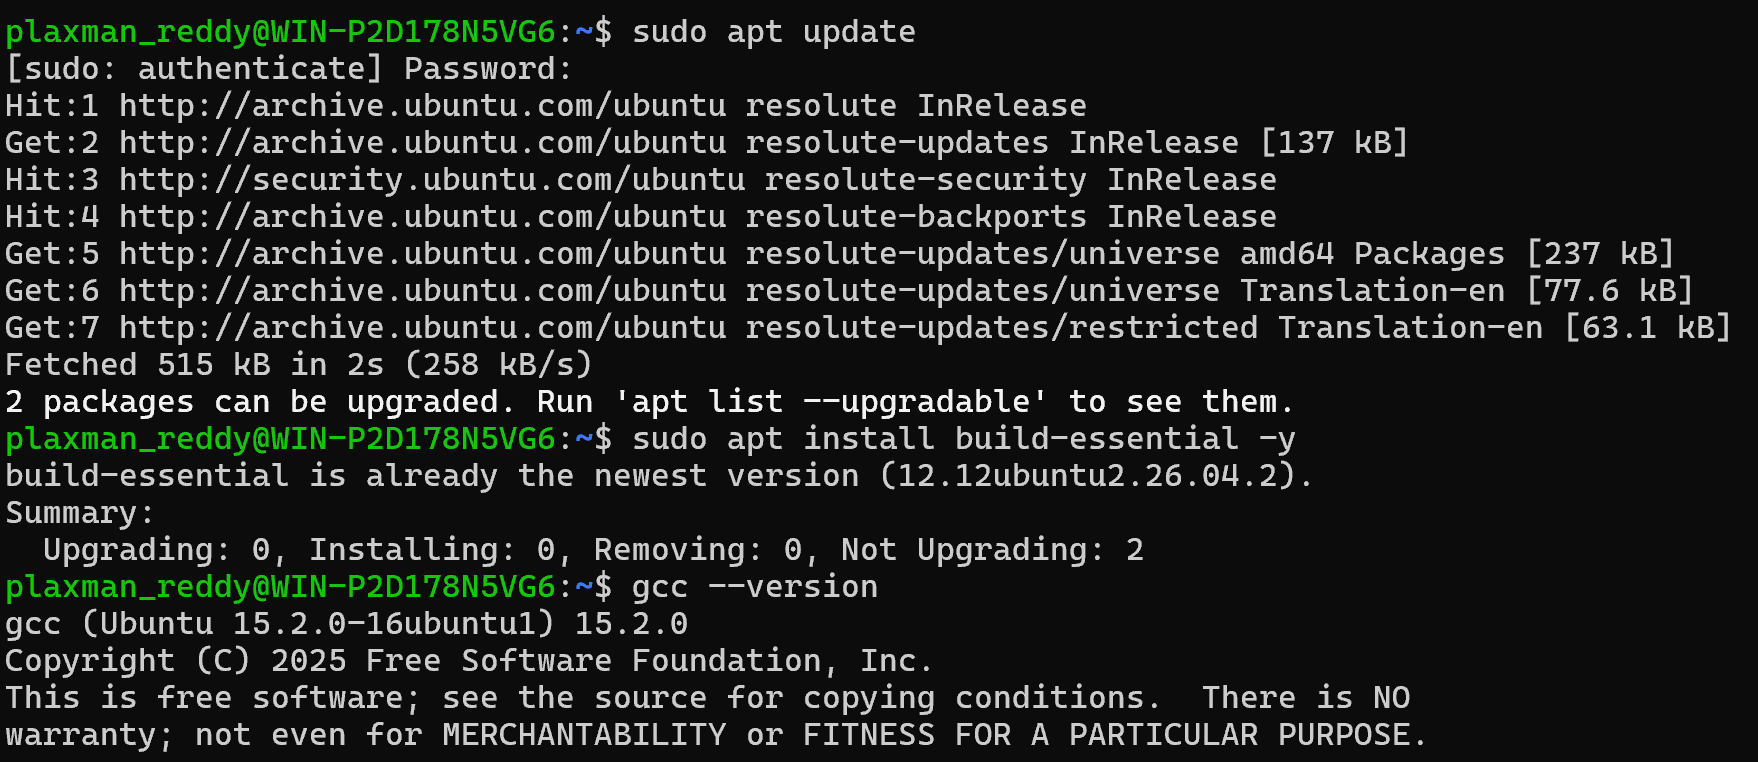 plaxman_reddy@WIN-P2D178N5VG6:~$ sudo apt update
[sudo: authenticate] Password:
Hit:1 http://archive.ubuntu.com/ubuntu resolute InRelease
Get:2 http://archive.ubuntu.com/ubuntu resolute-updates InRelease [137 kB]
Hit:3 http://security.ubuntu.com/ubuntu resolute-security InRelease
Hit:4 http://archive.ubuntu.com/ubuntu resolute-backports InRelease
Get:5 http://archive.ubuntu.com/ubuntu resolute-updates/universe amd64 Packages [237 kB]
Get:6 http://archive.ubuntu.com/ubuntu resolute-updates/universe Translation-en [77.6 kB]
Get:7 http://archive.ubuntu.com/ubuntu resolute-updates/restricted Translation-en [63.1 kB]
Fetched 515 kB in 2s (258 kB/s)
2 packages can be upgraded. Run 'apt list --upgradable' to see them.
plaxman_reddy@WIN-P2D178N5VG6:~$ sudo apt install build-essential -y
build-essential is already the newest version (12.12ubuntu2.26.04.2).
Summary:
  Upgrading: 0, Installing: 0, Removing: 0, Not Upgrading: 2
plaxman_reddy@WIN-P2D178N5VG6:~$ gcc --version
gcc (Ubuntu 15.2.0-16ubuntu1) 15.2.0
Copyright (C) 2025 Free Software Foundation, Inc.
This is free software; see the source for copying conditions.  There is NO
warranty; not even for MERCHANTABILITY or FITNESS FOR A PARTICULAR PURPOSE.